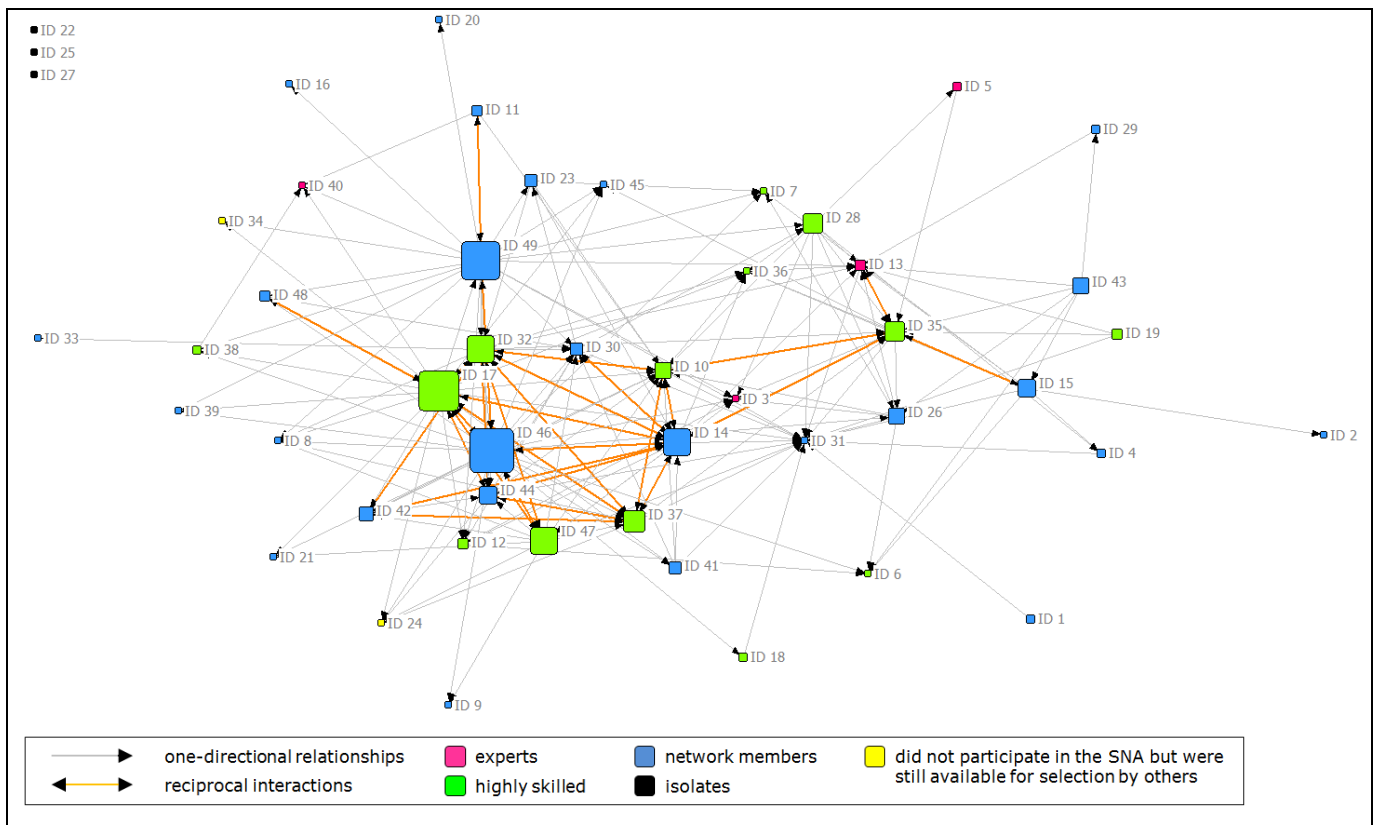 ID 20
ID 22
ID 25
ID 27
ID 16
ID 5
ID 11
ID 29
ID 40
ID 23
ID 45
ID 7
ID 34
ID 28
ID 49
ID 13
ID 36
ID 43
ID 48
ID 35
ID 19
ID 33
ID 38
ID 32
ID 30
ID 17
ID 10
ID 15
ID 3
ID 39
ID 26
ID 8
ID 46
ID 14
ID 31
ID 2
ID 4
ID 44
ID 42
ID 37
ID 12
ID 47
ID 21
ID 41
ID 6
ID 24
ID 1
ID 18
ID 9
one-directional relationships
experts
network members
did not participate in the SNA but were
still available for selection by others
reciprocal interactions
highly skilled
isolates